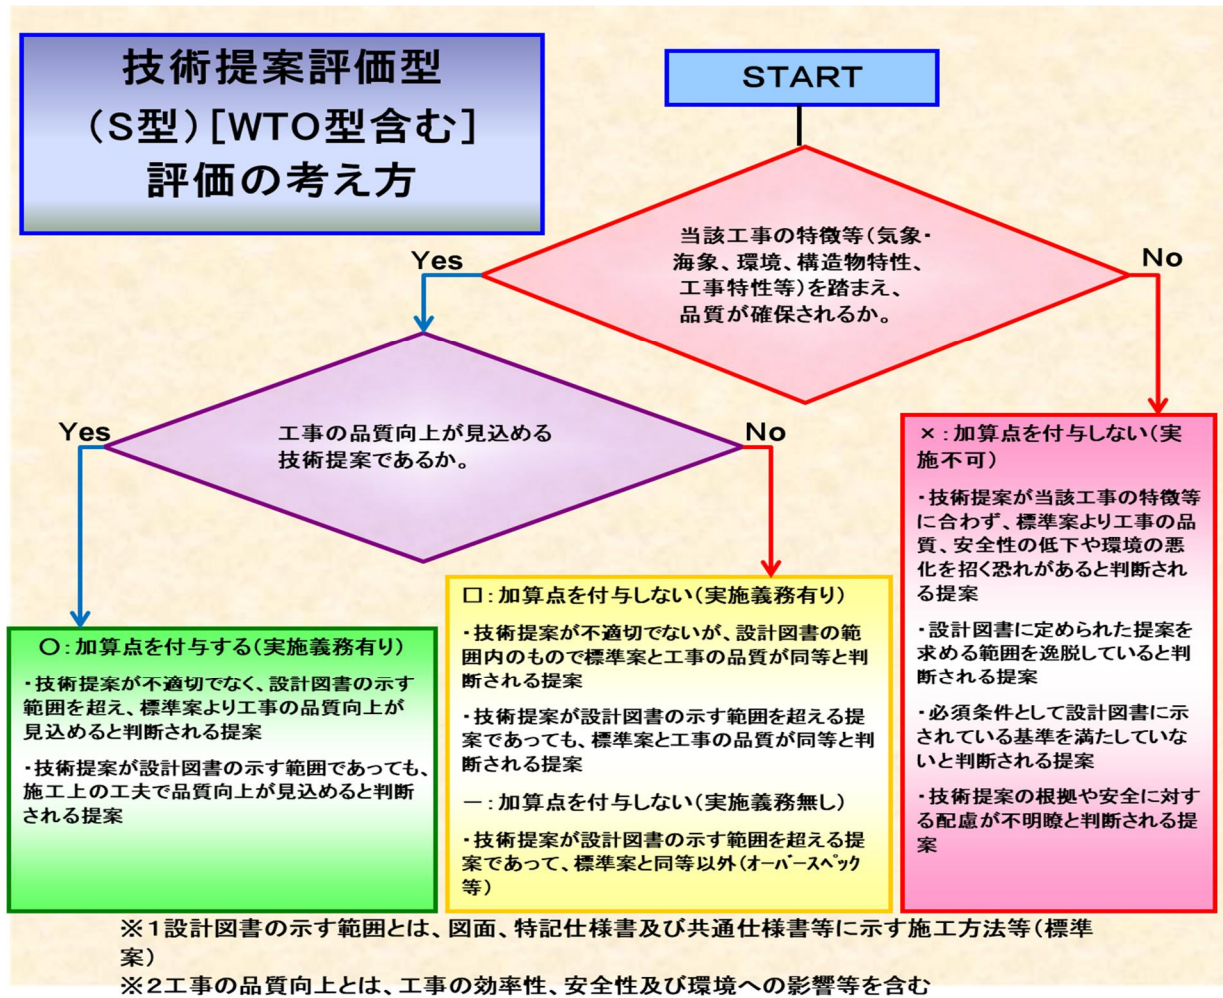 技術提案評価型
（S型）[WTO型含む]
評価の考え方
START
当該工事の特徴等（気象・
海象、環境、構造物特性、
工事特性等）を踏まえ、
品質が確保されるか。
Yes
No
工事の品質向上が見込める
技術提案であるか。
Yes
No
○：加算点を付与する（実施義務有り）
・技術提案が不適切でなく、設計図書の示す
範囲を超え、標準案より工事の品質向上が
見込めると判断される提案
・技術提案が設計図書の示す範囲であっても、
施工上の工夫で品質向上が見込めると判断
される提案
□：加算点を付与しない（実施義務有り）
・技術提案が不適切でないが、設計図書の範
囲内のもので標準案と工事の品質が同等と判
断される提案
・技術提案が設計図書の示す範囲を超える提
案であっても、標準案と工事の品質が同等と判
断される提案
－：加算点を付与しない（実施義務無し）
・技術提案が設計図書の示す範囲を超える提
案であって、標準案と同等以外（ｵｰﾊﾞｰｽﾍﾟｯｸ
等）
×：加算点を付与しない（実
施不可）
・技術提案が当該工事の特徴等
に合わず、標準案より工事の品
質、安全性の低下や環境の悪
化を招く恐れがあると判断され
る提案
・設計図書に定められた提案を
求める範囲を逸脱していると判
断される提案
・必須条件として設計図書に示
されている基準を満たしていな
いと判断される提案
・技術提案の根拠や安全に対す
る配慮が不明瞭と判断される提
案
※１設計図書の示す範囲とは、図面、特記仕様書及び共通仕様書等に示す施工方法等（標準
案）
※２工事の品質向上とは、工事の効率性、安全性及び環境への影響等を含む